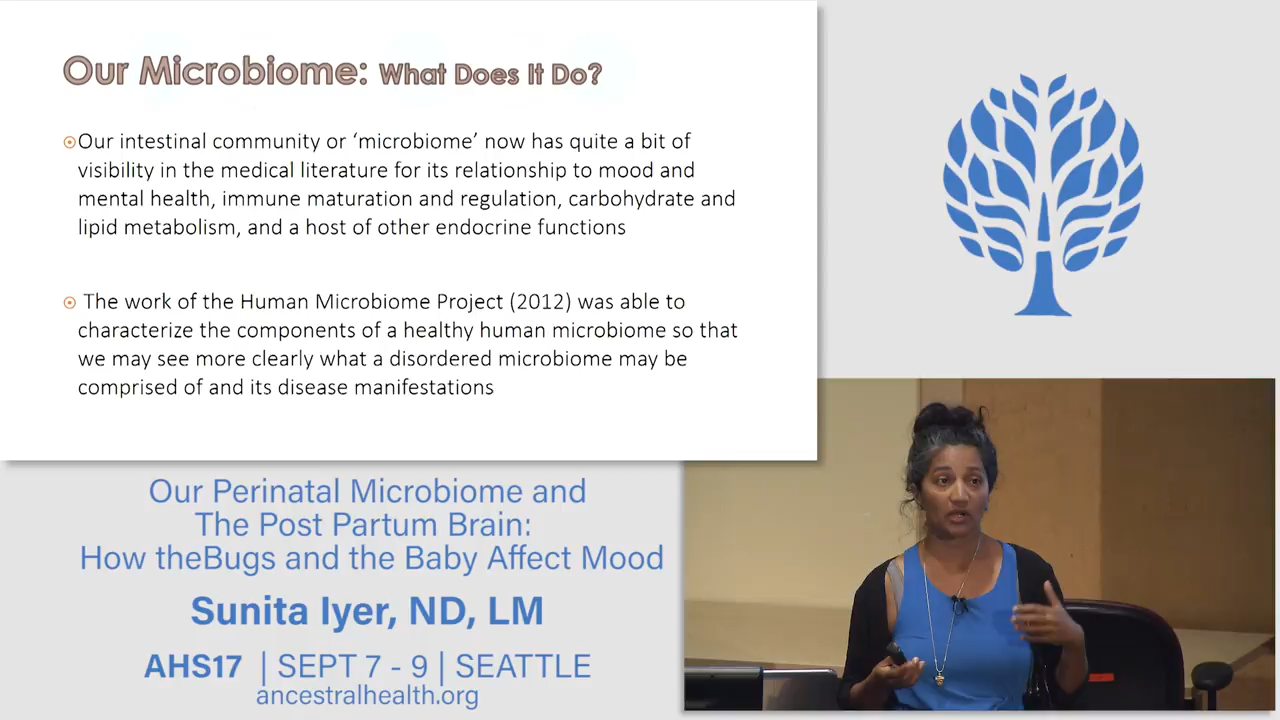 Our Microbiome: What Does It Do?
Our intestinal community or ‘microbiome’ now has quite a bit of
visibility in the medical literature for its relationship to mood and
mental health, immune maturation and regulation, carbohydrate and
lipid metabolism, and a host of other endocrine functions
The work of the Human Microbiome Project (2012) was able to
characterize the components of a healthy human microbiome so that
we may see more clearly what a disordered microbiome may be
comprised of and its disease manifestations
Our Perinatal Microbiome and
The Post Partum Brain:
How theBugs and the Baby Affect Mood
Sunita Iyer, ND, LM
AHS17 | SEPT 7 - 9 | SEATTLE
ancestralhealth.org